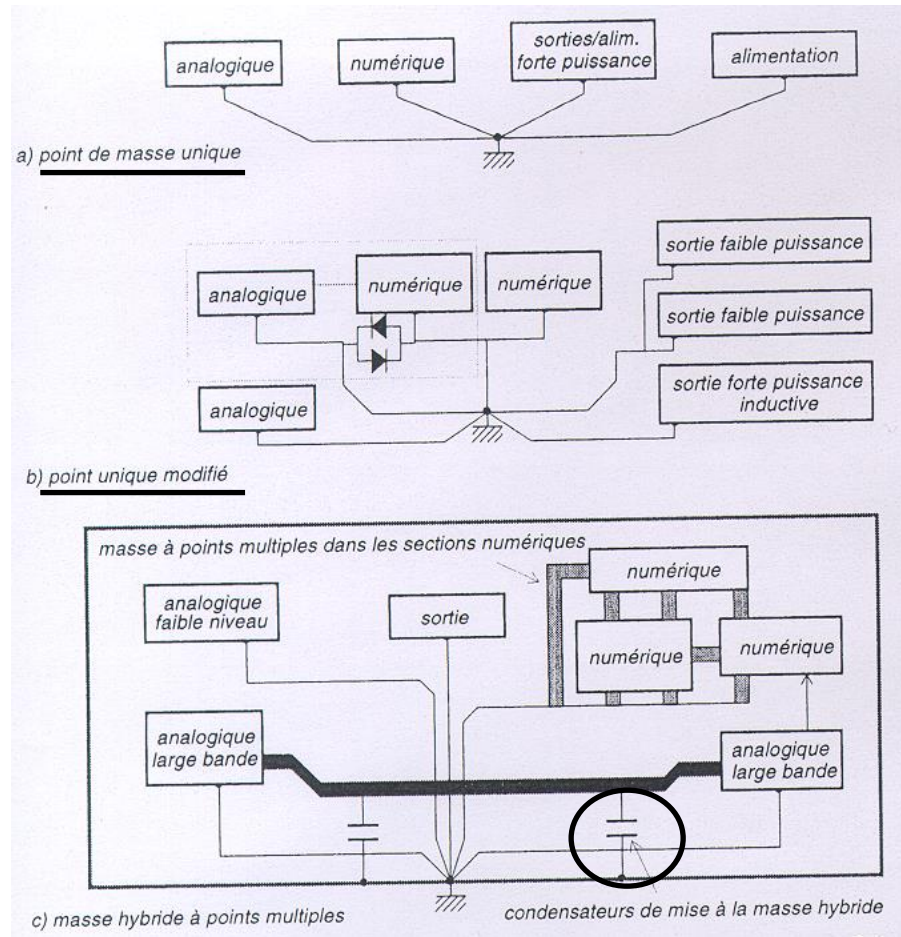 analogique
numérique
sorties/alim.
forte puissance
alimentation
a) point de masse unique
analogique
numérique
numérique
sortie faible puissance
sortie faible puissance
sortie forte puissance
inductive
analogique
b) point unique modifié
masse à points multiples dans les sections numériques
analogique
faible niveau
sortie
numérique
numérique
numérique
analogique
large bande
analogique
large bande
c) masse hybride à points multiples
condensateurs de mise à la masse hybride